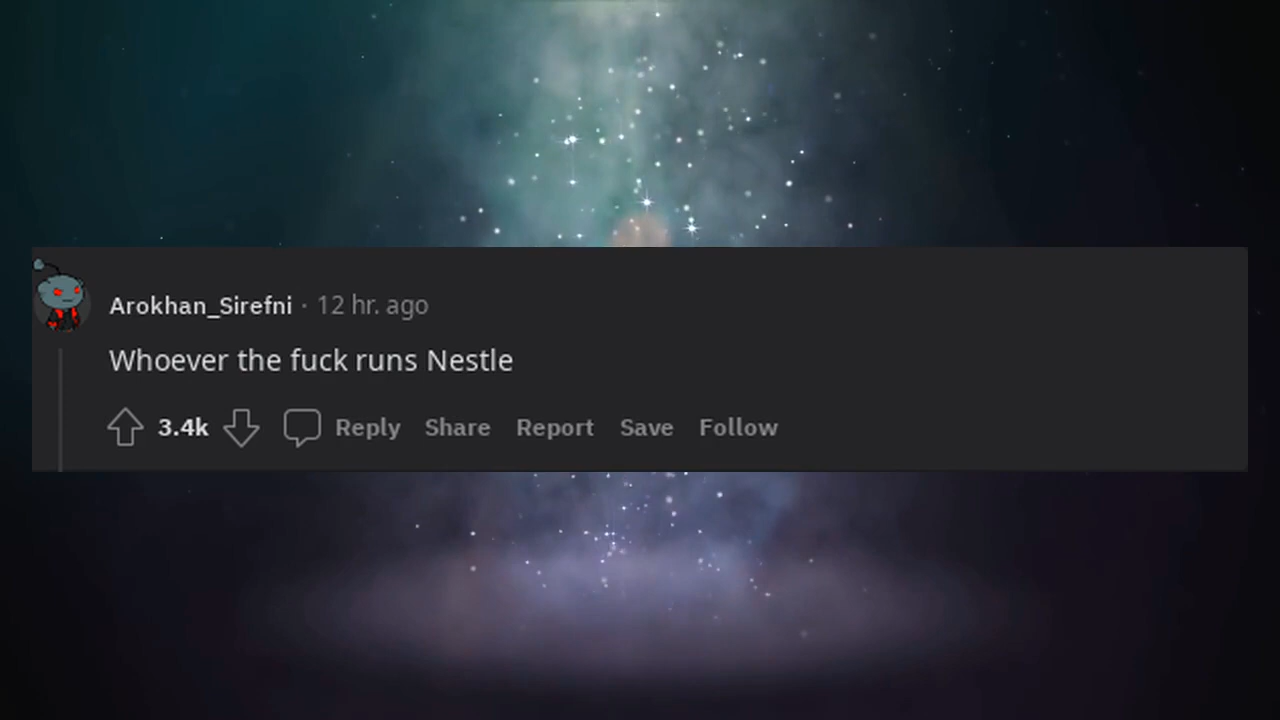 Arokhan_Sirefni · 12 hr. ago
Whoever the fuck runs Nestle
3.4k Reply Share Report Save Follow